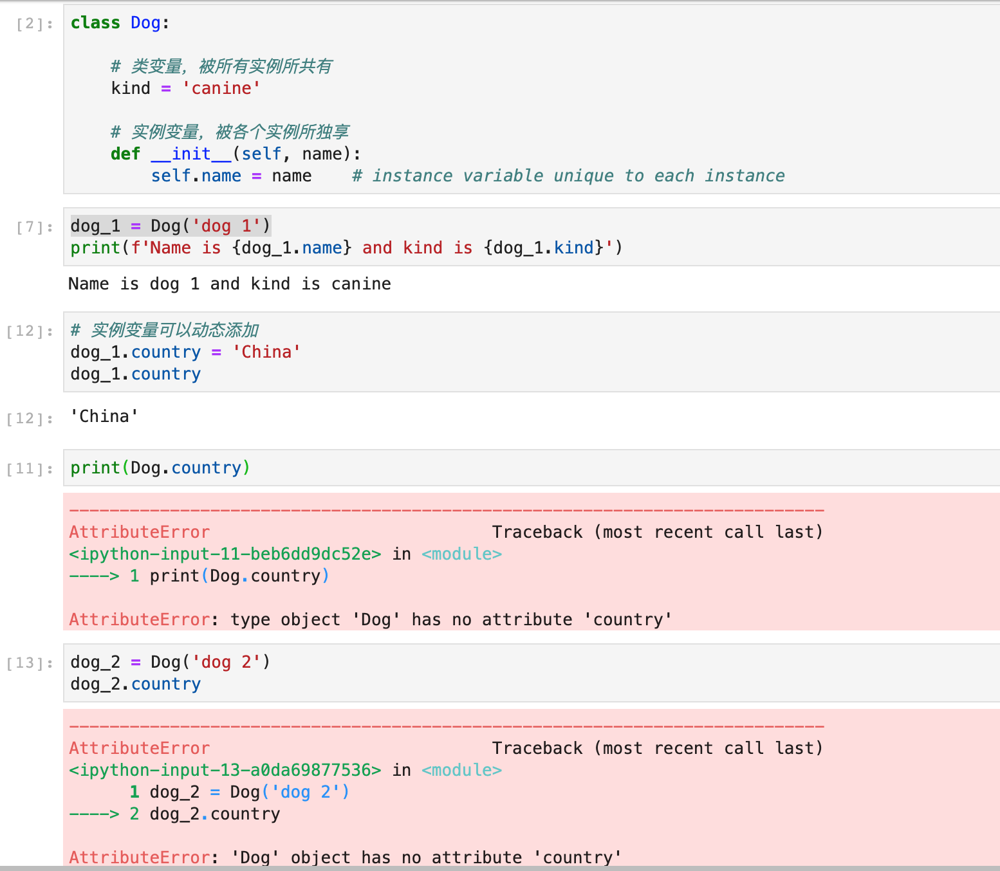 [2]: class Dog:
# 类变量，被所有实例所共有
kind = 'canine'
# 实例变量，被各个实例所独享
def __init__(self, name):
self.name = name    # instance variable unique to each instance
[7]: dog_1 = Dog('dog 1')
print(f'Name is {dog_1.name} and kind is {dog_1.kind}')
Name is dog 1 and kind is canine
[12]: # 实例变量可以动态添加
dog_1.country = 'China'
dog_1.country
[12]: 'China'
[11]: print(Dog.country)
---------------------------------------------------------------------------
AttributeError                            Traceback (most recent call last)
<ipython-input-11-beb6dd9dc52e> in <module>
----> 1 print(Dog.country)
AttributeError: type object 'Dog' has no attribute 'country'
[13]: dog_2 = Dog('dog 2')
dog_2.country
---------------------------------------------------------------------------
AttributeError                            Traceback (most recent call last)
<ipython-input-13-a0da69877536> in <module>
1 dog_2 = Dog('dog 2')
----> 2 dog_2.country
AttributeError: 'Dog' object has no attribute 'country'